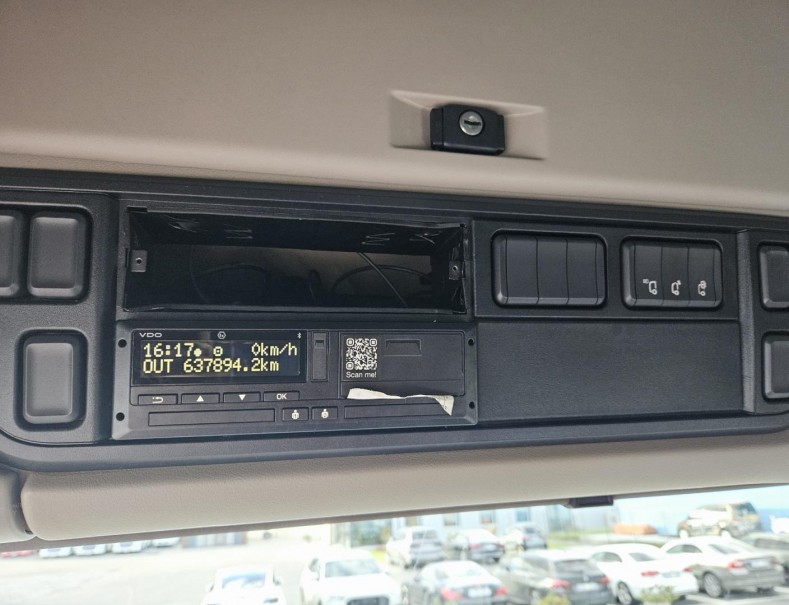 VDO
16:17 0km/h
OUT 637894.2km
Scan me!
OK